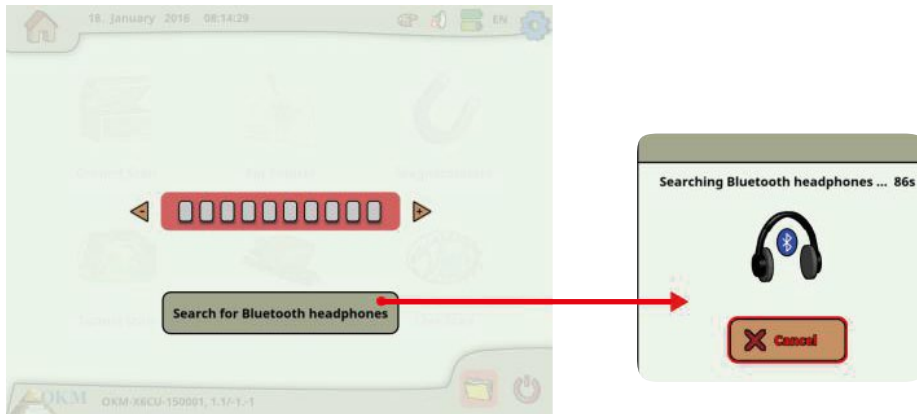 18. January 2016 08:14:29
EN
-
+
Search for Bluetooth headphones
OKM OKM-X6CU-150001, 1.1/-1.-1
Searching Bluetooth headphones ... 86s
Cancel